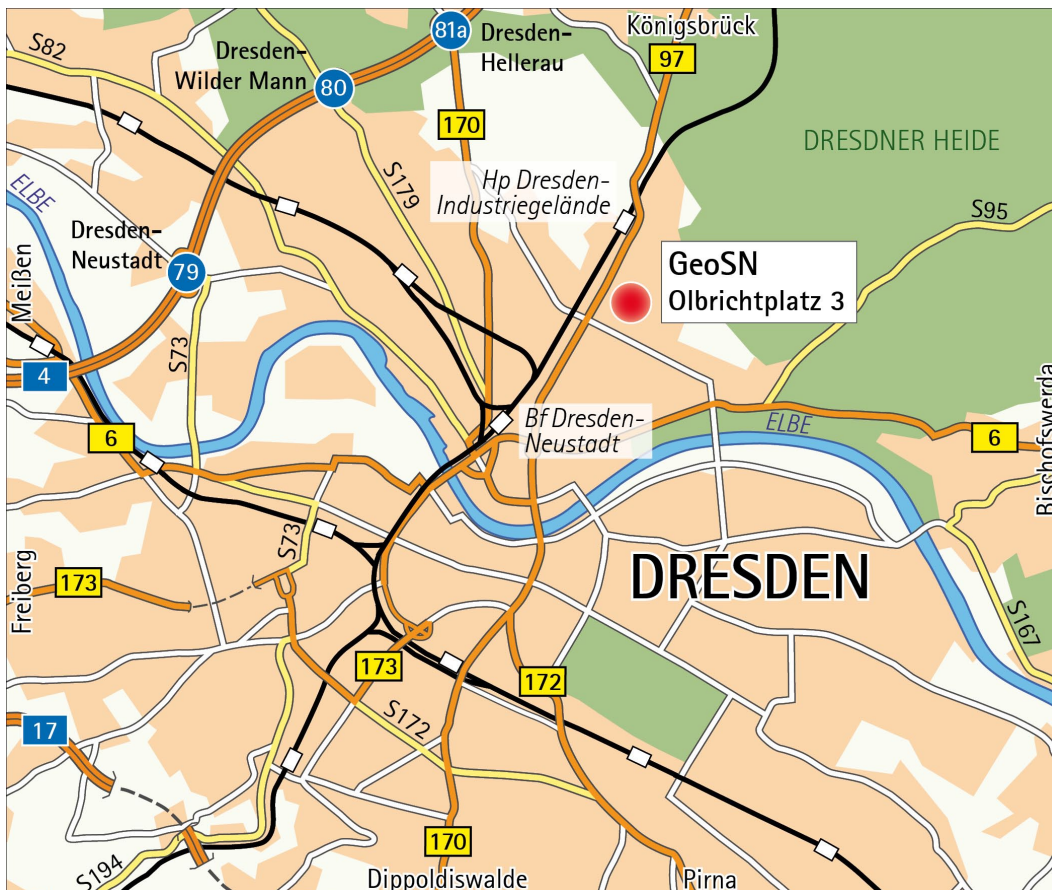 81a
Dresden-
Hellerau
Königsbrück
97
S82
Dresden-
Wilder Mann
80
170
DRESDNER HEIDE
S179
Hp Dresden-
Industriegelände
S95
ELBE
Meißen
Dresden-
Neustadt
79
GeoSN
Olbrichtplatz 3
S73
4
6
Bf Dresden-
Neustadt
ELBE
6
Bischofswerda
S73
DRESDEN
Freiberg
173
S167
173
172
17
S172
170
S194
Dippoldiswalde
Pirna